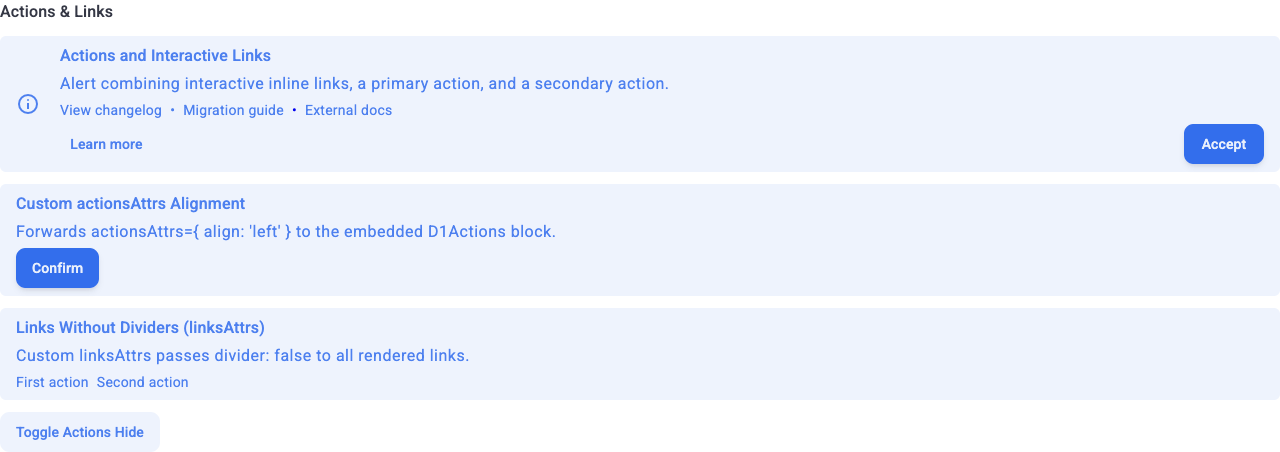 Actions & Links
Actions and Interactive Links
Alert combining interactive inline links, a primary action, and a secondary action.
View changelog • Migration guide • External docs
Learn more Accept
Custom actionsAttrs Alignment
Forwards actionsAttrs={ align: 'left' } to the embedded D1Actions block.
Confirm
Links Without Dividers (linksAttrs)
Custom linksAttrs passes divider: false to all rendered links.
First action Second action
Toggle Actions Hide